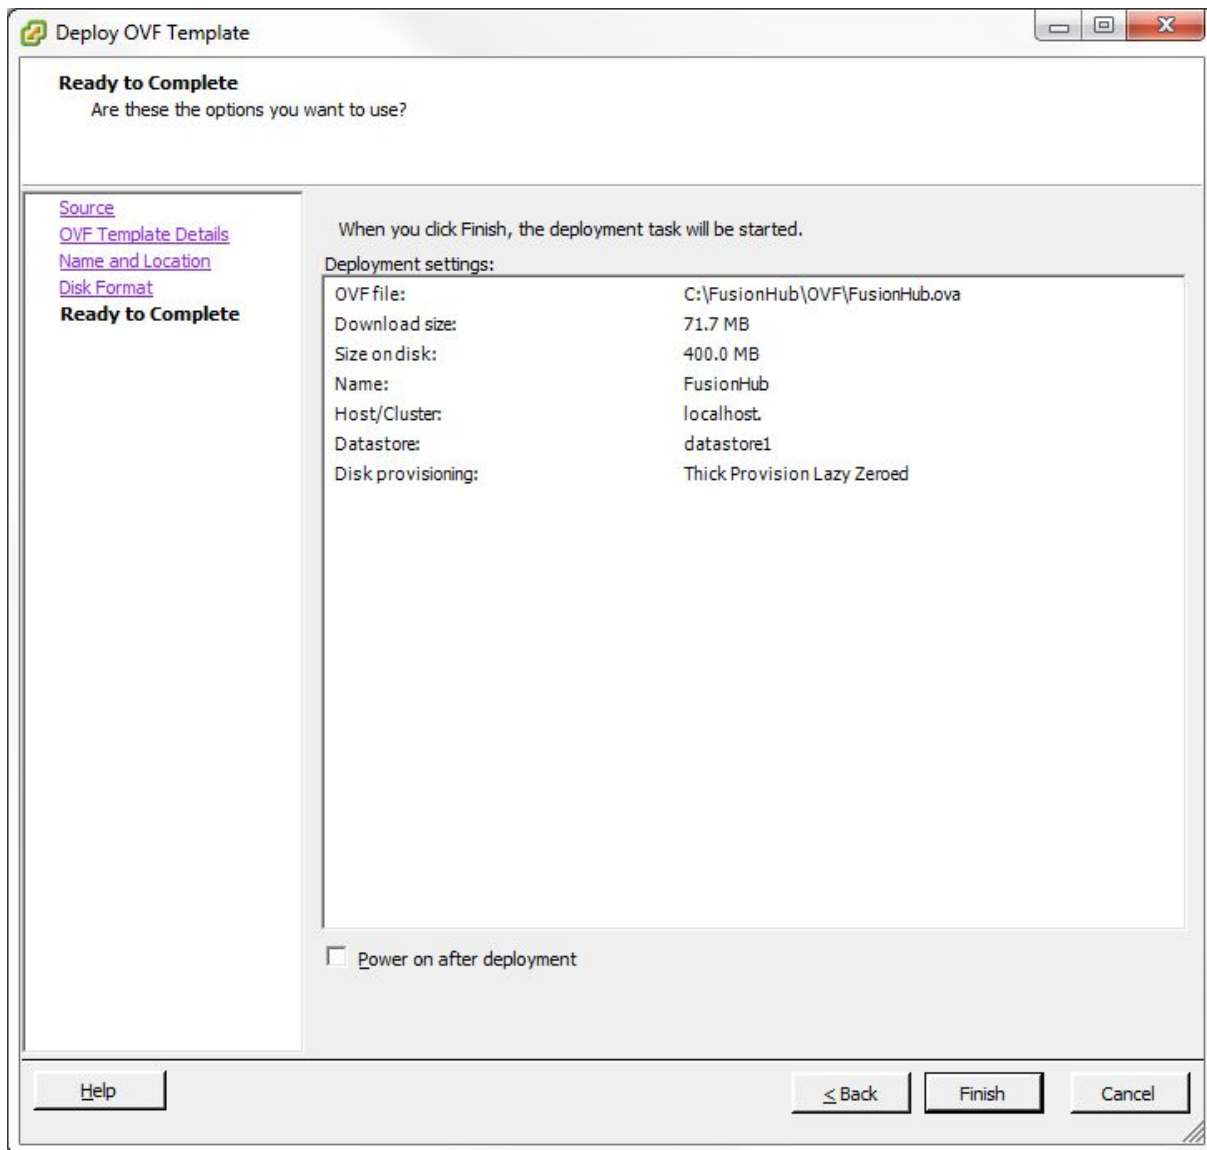 Deploy OVF Template
Ready to Complete
Are these the options you want to use?
Source
OVF Template Details
Name and Location
Disk Format
Ready to Complete
When you click Finish, the deployment task will be started.
Deployment settings:
OVF file: C:\FusionHub\OVF\FusionHub.ova
Download size: 71.7 MB
Size on disk: 400.0 MB
Name: FusionHub
Host/Cluster: localhost.
Datastore: datastore1
Disk provisioning: Thick Provision Lazy Zeroed
Power on after deployment
Help < Back Finish Cancel